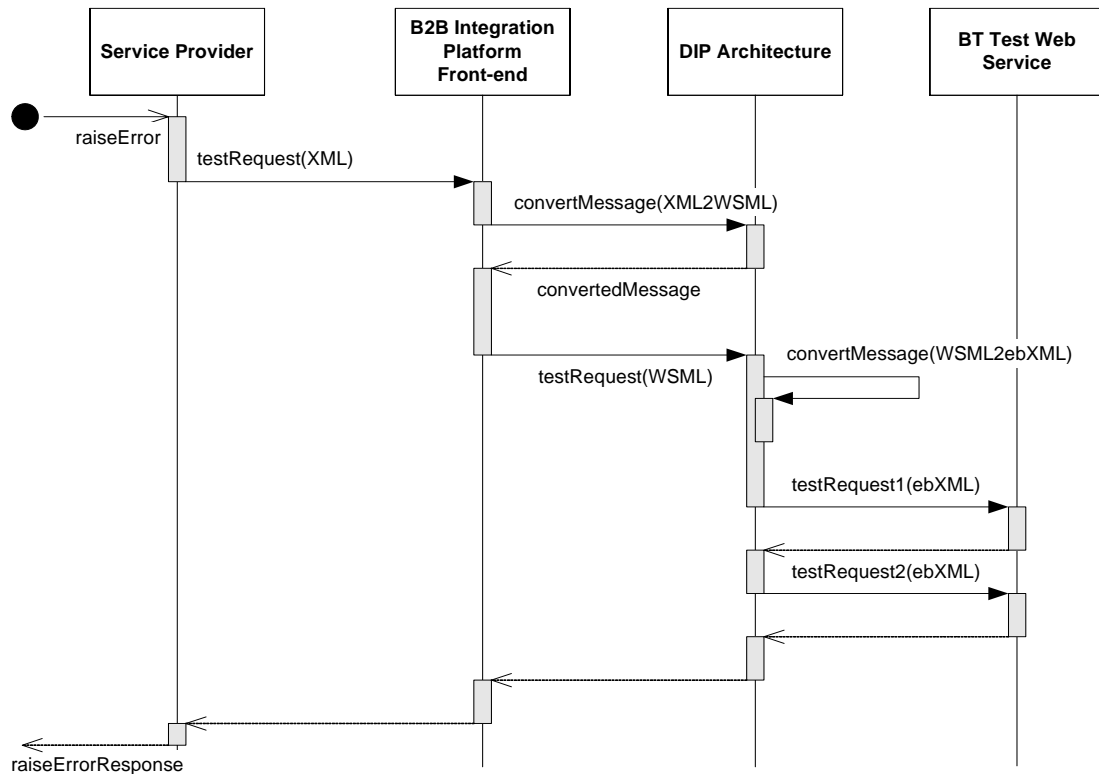 Service Provider
B2B Integration
Platform
Front-end
DIP Architecture
BT Test Web
Service
raiseError
testRequest(XML)
convertMessage(XML2WSML)
convertedMessage
testRequest(WSML)
convertMessage(WSML2ebXML)
testRequest1(ebXML)
testRequest2(ebXML)
raiseErrorResponse